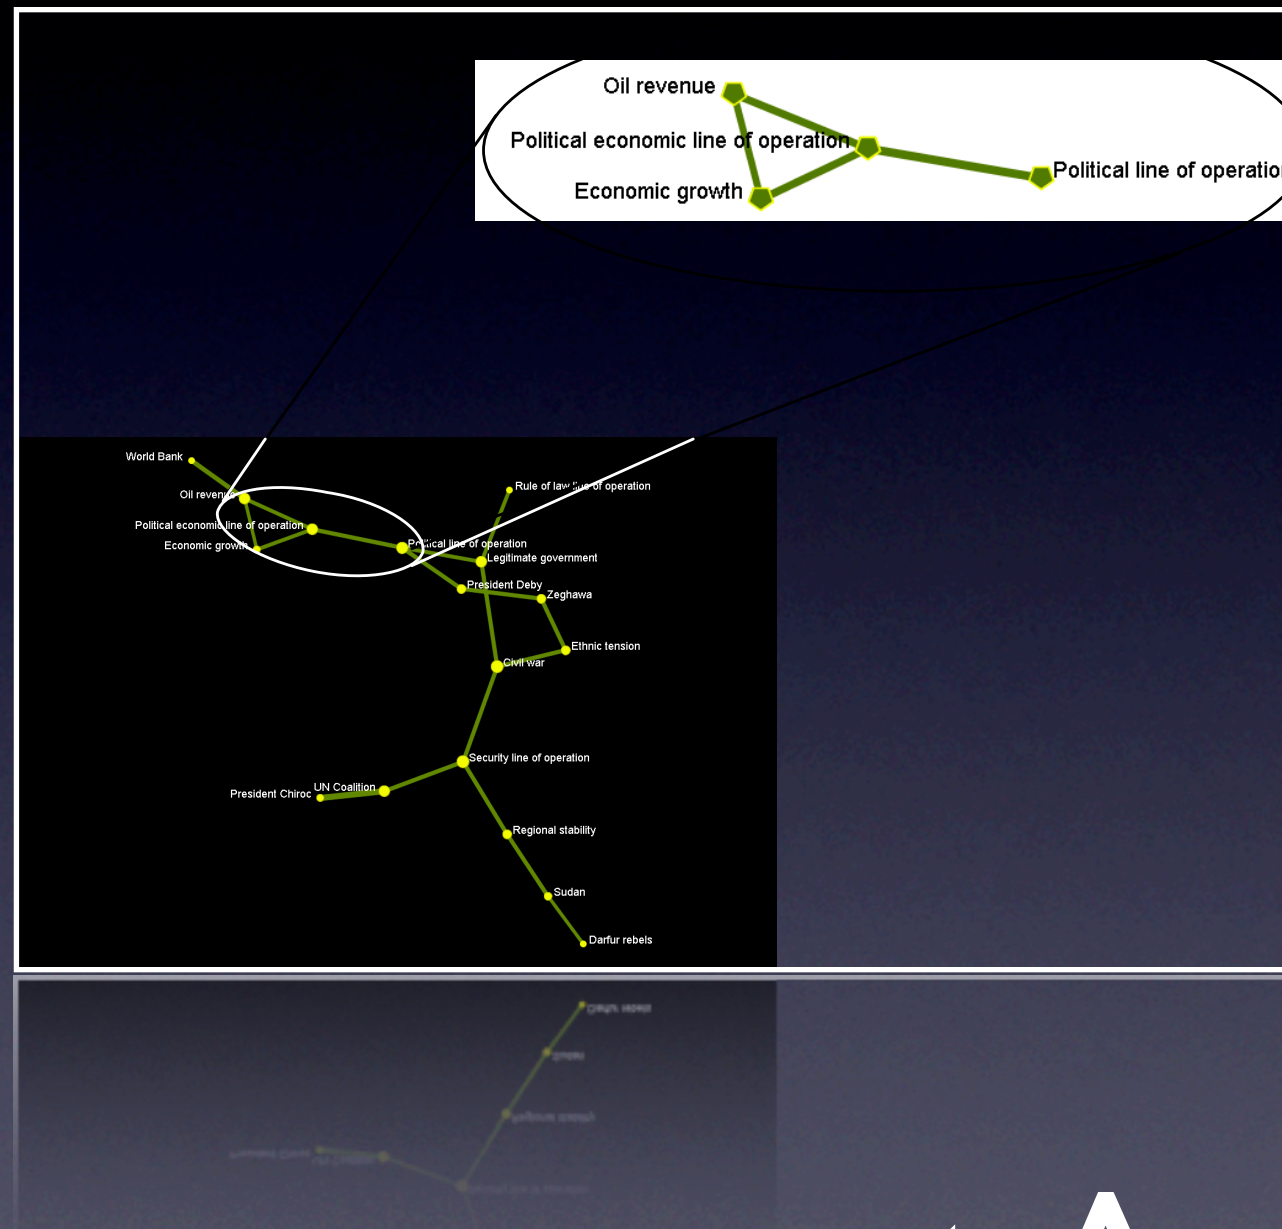 Oil revenue
Political economic line of operation
Political line of operation
Economic growth
World Bank
Oil revenue
Rule of law line of operation
Political economic line of operation
Economic growth
Political line of operation
Legitimate government
President Deby
Zeghawa
Ethnic tension
Civil war
Security line of operation
UN Coalition
President Chiroc
Regional stability
Sudan
Darfur rebels